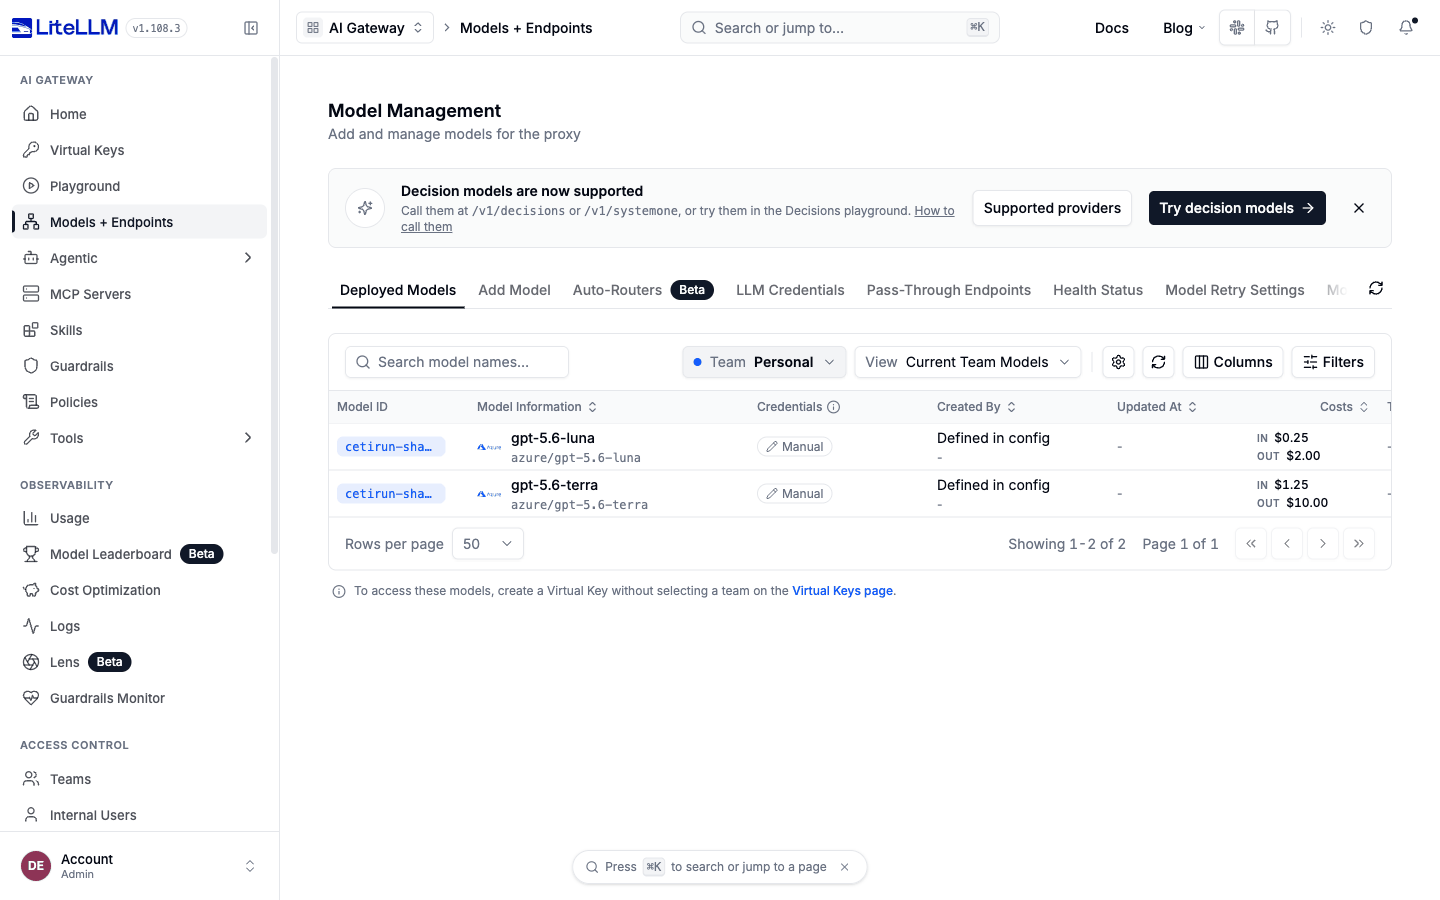 LiteLLM v1.108.3
AI Gateway
Models + Endpoints
Search or jump to...
⌘K
Docs
Blog
AI GATEWAY
Home
Virtual Keys
Playground
Models + Endpoints
Agentic
MCP Servers
Skills
Guardrails
Policies
Tools
OBSERVABILITY
Usage
Model Leaderboard Beta
Cost Optimization
Logs
Lens Beta
Guardrails Monitor
ACCESS CONTROL
Teams
Internal Users
DE
Account
Admin
Model Management
Add and manage models for the proxy
Decision models are now supported
Call them at /v1/decisions or /v1/systemone, or try them in the Decisions playground. How to
call them
Supported providers
Try decision models
Deployed Models
Add Model
Auto-Routers Beta
LLM Credentials
Pass-Through Endpoints
Health Status
Model Retry Settings
Search model names...
Team Personal
View Current Team Models
Columns
Filters
Model ID Model Information Credentials Created By Updated At Costs
cetirun-sha…
Azure
gpt-5.6-luna
azure/gpt-5.6-luna
Manual
Defined in config
-
-
IN $0.25
OUT $2.00
cetirun-sha…
Azure
gpt-5.6-terra
azure/gpt-5.6-terra
Manual
Defined in config
-
-
IN $1.25
OUT $10.00
Rows per page 50
Showing 1-2 of 2
Page 1 of 1
To access these models, create a Virtual Key without selecting a team on the Virtual Keys page.
Press ⌘K to search or jump to a page